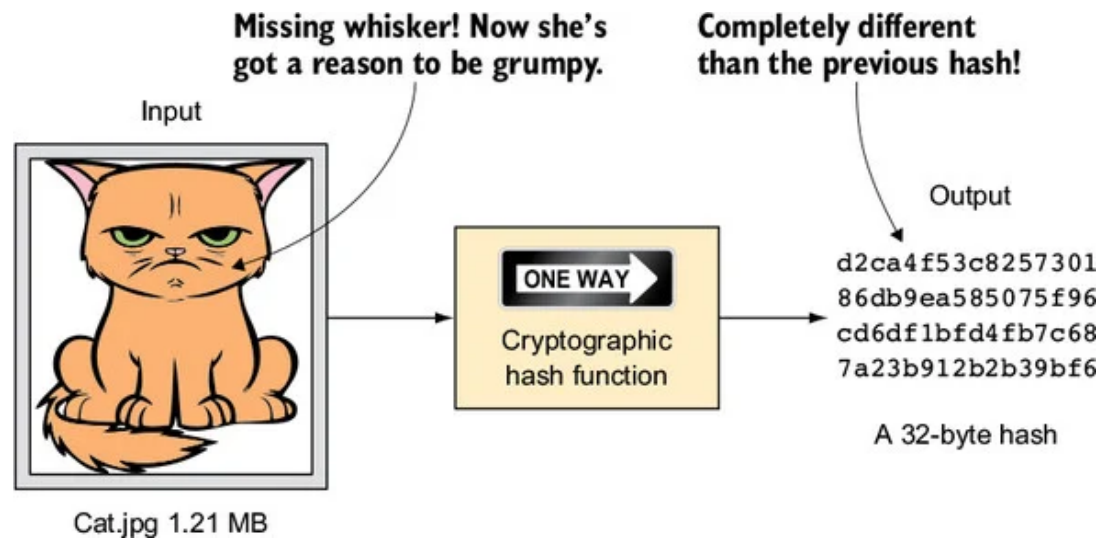 Missing whisker! Now she's
got a reason to be grumpy.
Completely different
than the previous hash!
Input
Output
ONE WAY
Cryptographic
hash function
d2ca4f53c8257301
86db9ea585075f96
cd6df1bfd4fb7c68
7a23b912b2b39bf6
A 32-byte hash
Cat.jpg 1.21 MB